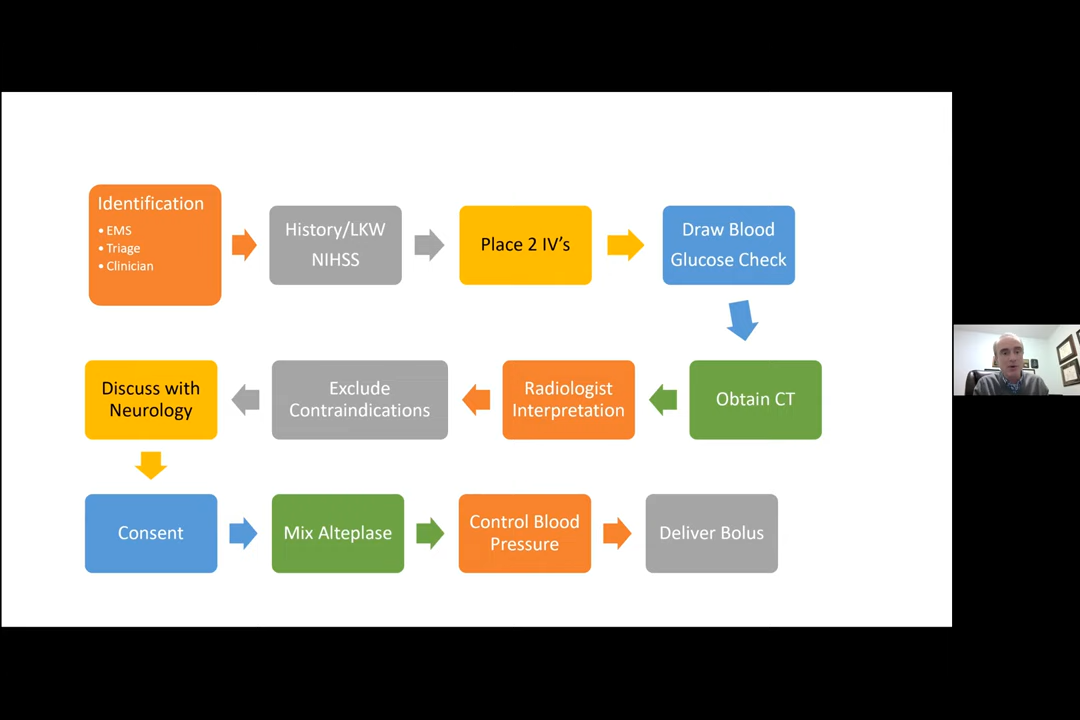 Identification
• EMS
• Triage
• Clinician
History/LKW
NIHSS
Place 2 IV's
Draw Blood
Glucose Check
Obtain CT
Radiologist
Interpretation
Exclude
Contraindications
Discuss with
Neurology
Consent
Mix Alteplase
Control Blood
Pressure
Deliver Bolus